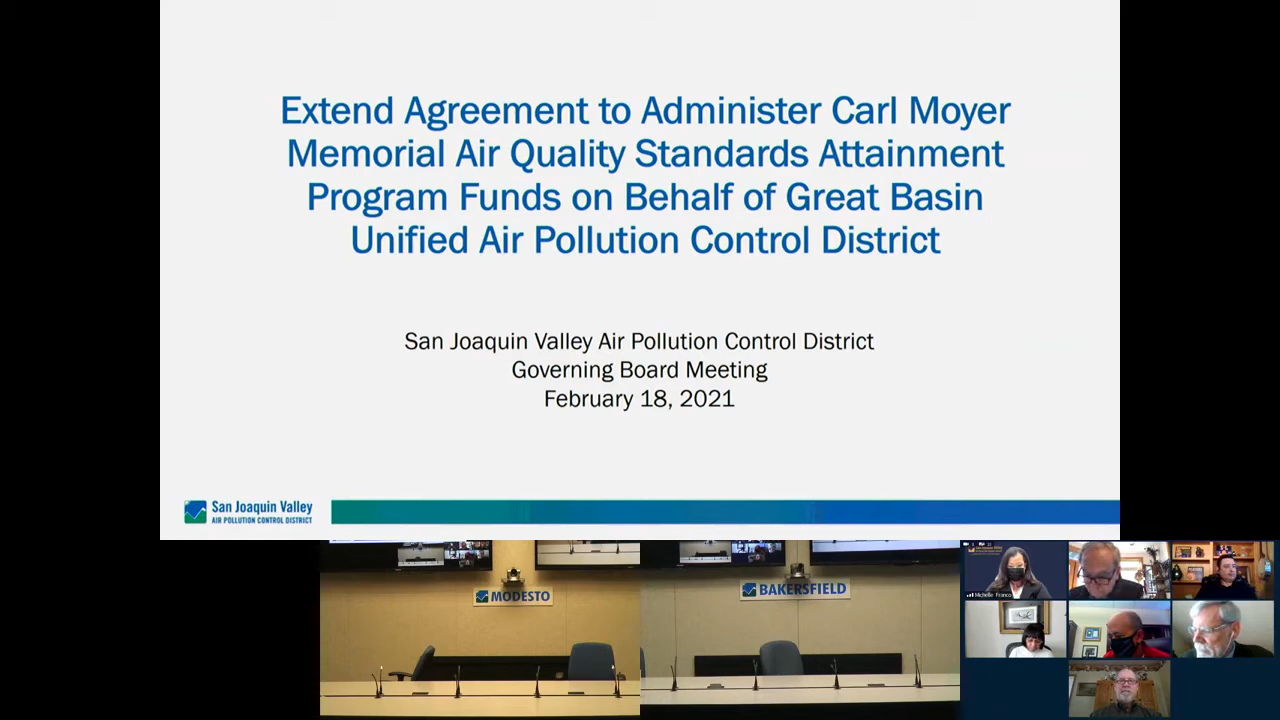 Extend Agreement to Administer Carl Moyer
Memorial Air Quality Standards Attainment
Program Funds on Behalf of Great Basin
Unified Air Pollution Control District
San Joaquin Valley Air Pollution Control District
Governing Board Meeting
February 18, 2021
San Joaquin Valley
AIR POLLUTION CONTROL DISTRICT
MODESTO
BAKERSFIELD
Michelle Franco